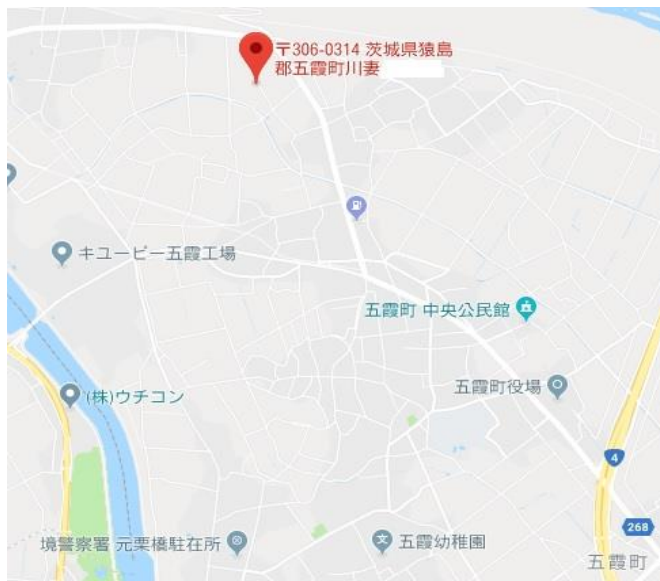 〒306-0314 茨城県猿島
郡五霞町川妻
キユーピー五霞工場
五霞町 中央公民館
五霞町役場
(株)ウチコン
4
268
境警察署 元栗橋駐在所
五霞幼稚園
五霞町